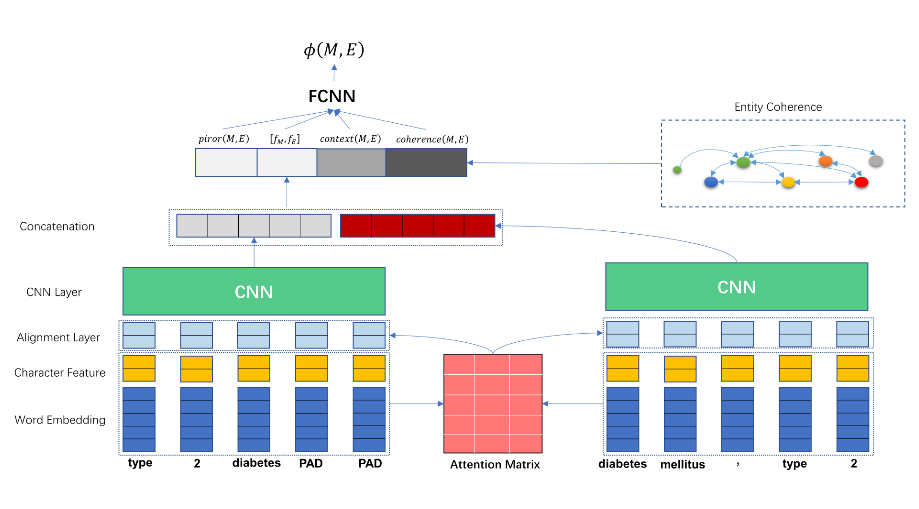 ϕ(M, E)
FCNN
Entity Coherence
piror(M, E) [f_M, f_E] context(M, E) coherence(M, E)
Concatenation
CNN Layer CNN CNN
Alignment Layer
Character Feature
Word Embedding
type 2 diabetes PAD PAD Attention Matrix diabetes mellitus , type 2